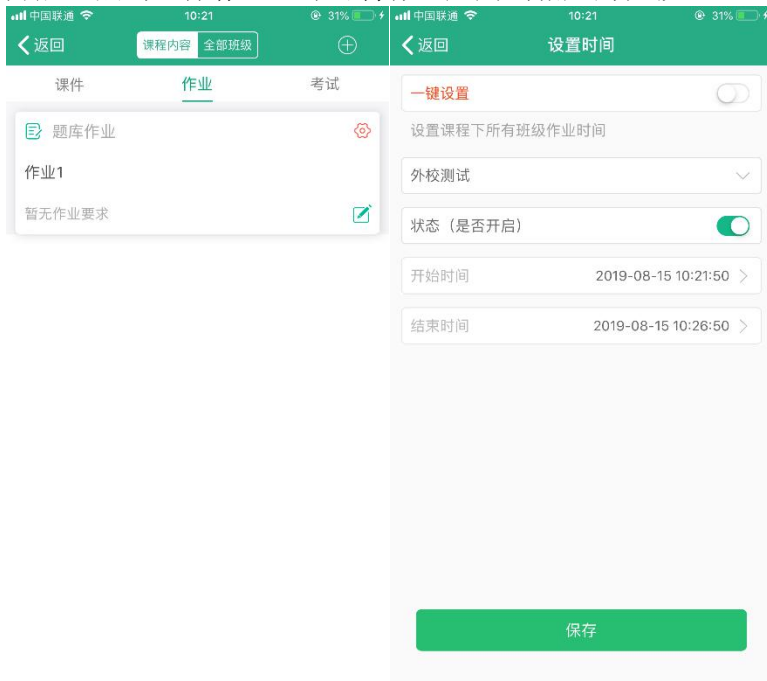 中国联通 10:21 31%
返回 课程内容 全部班级
课件 作业 考试
题库作业
作业1
暂无作业要求
中国联通 10:21 31%
返回 设置时间
一键设置
设置课程下所有班级作业时间
外校测试
状态（是否开启）
开始时间 2019-08-15 10:21:50
结束时间 2019-08-15 10:26:50
保存